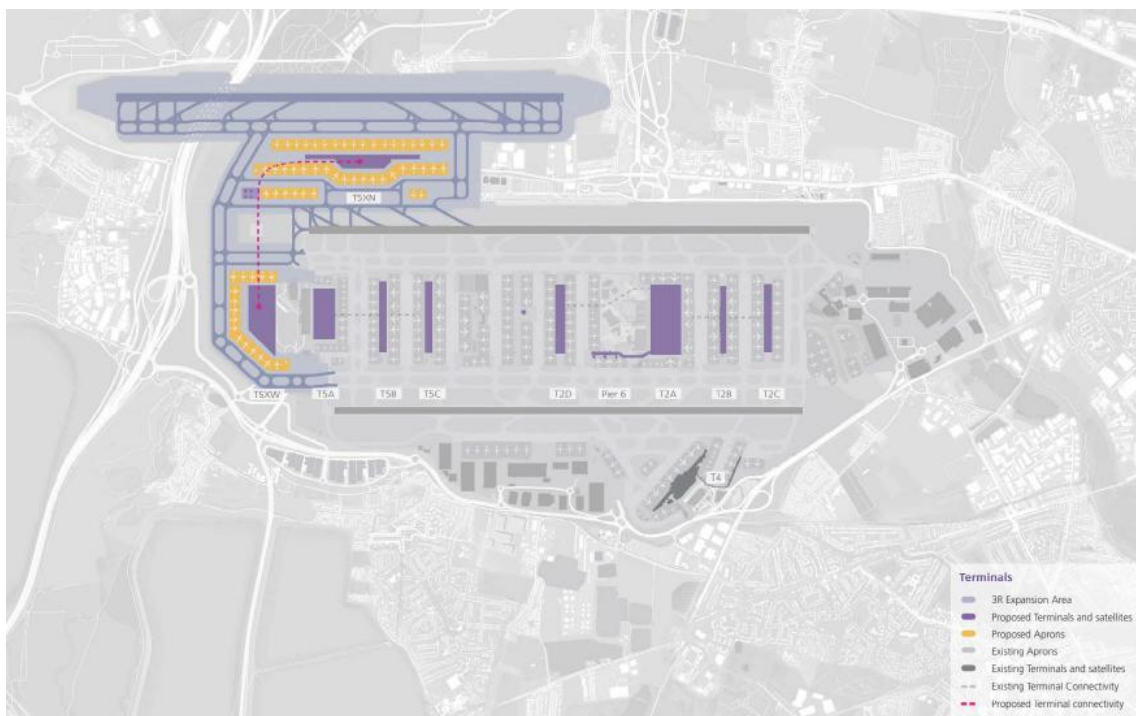 T5XN
T5XW
T5A
T5B
T5C
T2D
Pier 6
T2A
T2B
T2C
T4
Terminals
3R Expansion Area
Proposed Terminals and satellites
Proposed Aprons
Existing Aprons
Existing Terminals and satellites
Existing Terminal Connectivity
Proposed Terminal connectivity